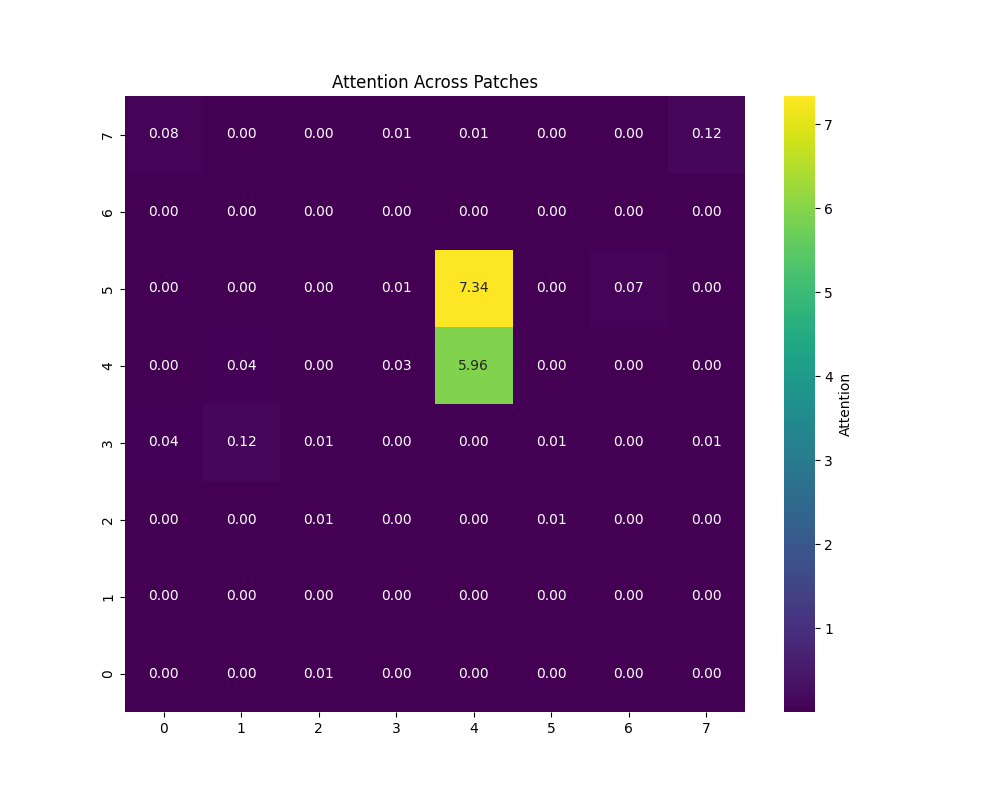 Attention Across Patches
7 0.08 0.00 0.00 0.01 0.01 0.00 0.00 0.12 7
6 0.00 0.00 0.00 0.00 0.00 0.00 0.00 0.00 6
5 0.00 0.00 0.00 0.01 7.34 0.00 0.07 0.00 5
4 0.00 0.04 0.00 0.03 5.96 0.00 0.00 0.00 4
Attention
3 0.04 0.12 0.01 0.00 0.00 0.01 0.00 0.01 3
2 0.00 0.00 0.01 0.00 0.00 0.01 0.00 0.00 2
1 0.00 0.00 0.00 0.00 0.00 0.00 0.00 0.00 1
0 0.00 0.00 0.01 0.00 0.00 0.00 0.00 0.00
0 1 2 3 4 5 6 7